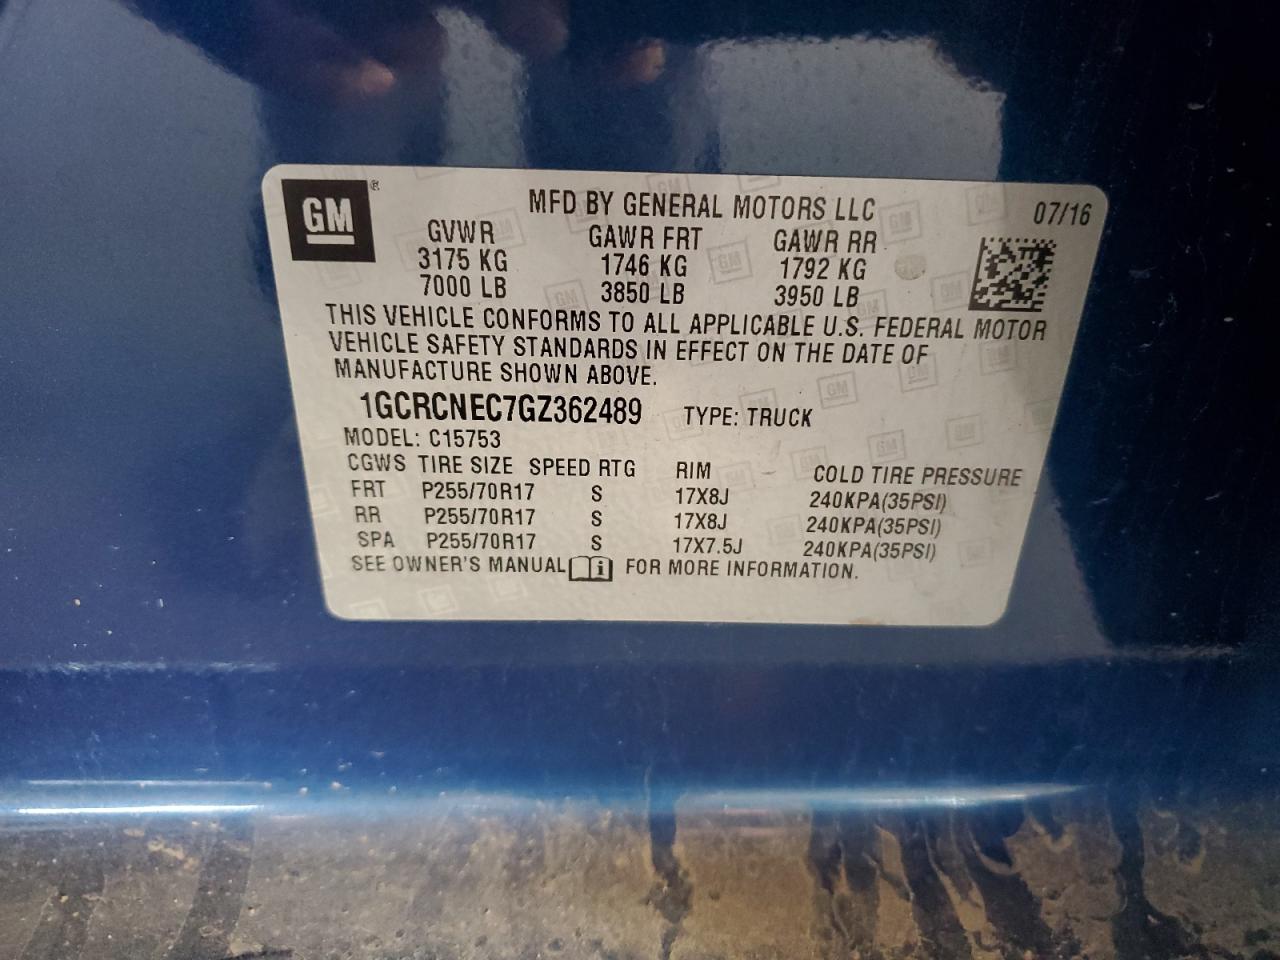 GM®
MFD BY GENERAL MOTORS LLC 07/16
GVWR GAWR FRT GAWR RR
3175 KG 1746 KG 1792 KG
7000 LB 3850 LB 3950 LB
THIS VEHICLE CONFORMS TO ALL APPLICABLE U.S. FEDERAL MOTOR
VEHICLE SAFETY STANDARDS IN EFFECT ON THE DATE OF
MANUFACTURE SHOWN ABOVE.
1GCRCNEC7GZ362489 TYPE: TRUCK
MODEL: C15753
CGWS TIRE SIZE SPEED RTG RIM COLD TIRE PRESSURE
FRT P255/70R17 S 17X8J 240KPA(35PSI)
RR P255/70R17 S 17X8J 240KPA(35PSI)
SPA P255/70R17 S 17X7.5J 240KPA(35PSI)
SEE OWNER'S MANUAL i FOR MORE INFORMATION.